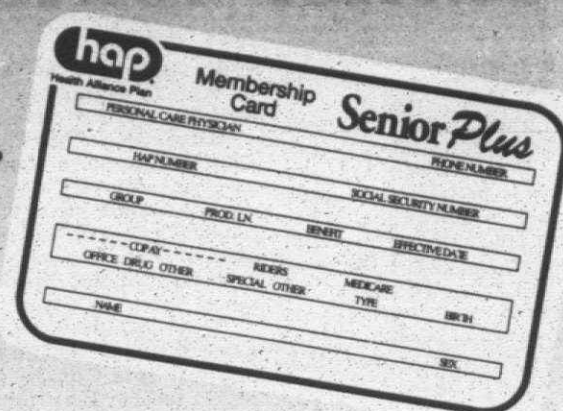 hap
Health Alliance Plan
Membership Card
Senior Plus
PERSONAL CARE PHYSICIAN PHONE NUMBER
HAP NUMBER SOCIAL SECURITY NUMBER
GROUP PROD. LN. BENEFIT EFFECTIVE DATE
COPAY RIDERS MEDICARE
OFFICE DRUG OTHER SPECIAL OTHER TYPE BIRTH
NAME SEX